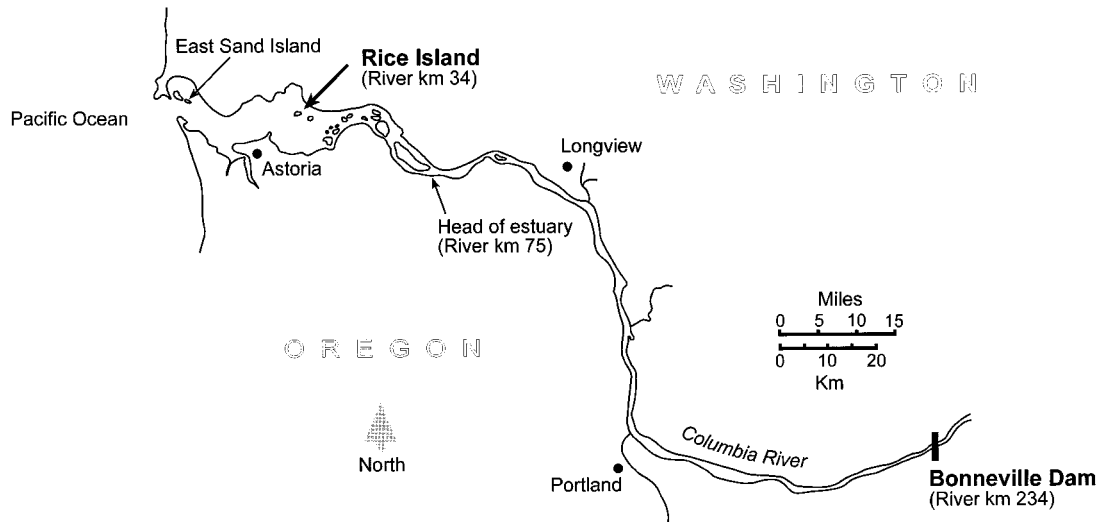 East Sand Island
Rice Island
(River km 34)
WASHINGTON
Pacific Ocean
Astoria
Longview
Head of estuary
(River km 75)
Miles
0 5 10 15
0 10 20
Km
OREGON
North
Columbia River
Portland
Bonneville Dam
(River km 234)